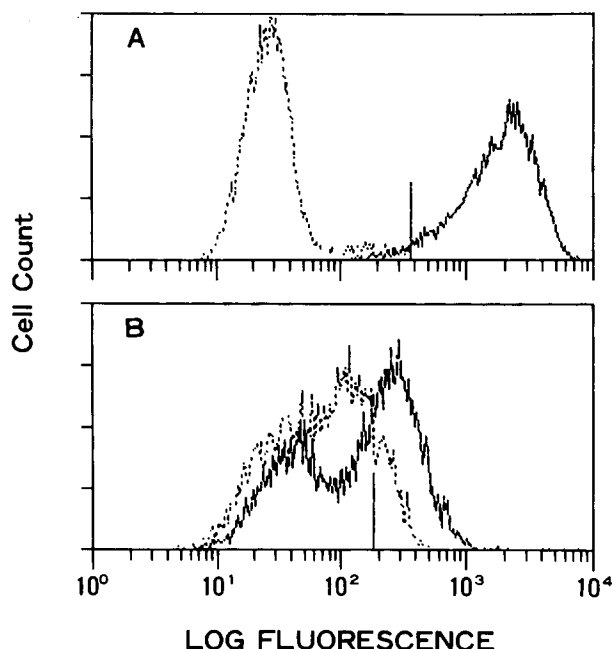 A
B
Cell Count
10⁰ 10¹ 10² 10³ 10⁴
LOG FLUORESCENCE